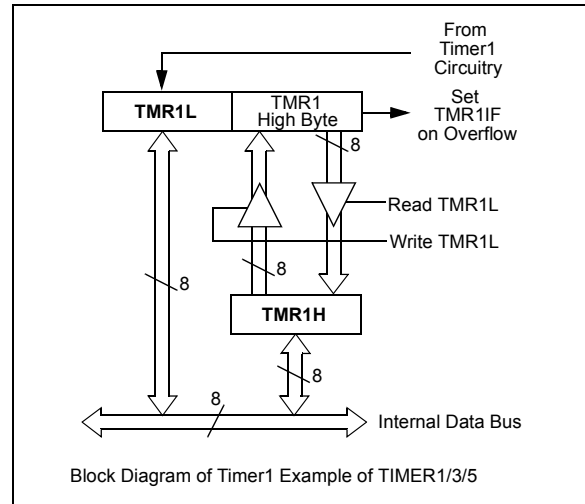 From
Timer1
Circuitry
TMR1L
TMR1
High Byte
Set
TMR1IF
on Overflow
8
Read TMR1L
Write TMR1L
8
8
TMR1H
8
8
Internal Data Bus
Block Diagram of Timer1 Example of TIMER1/3/5